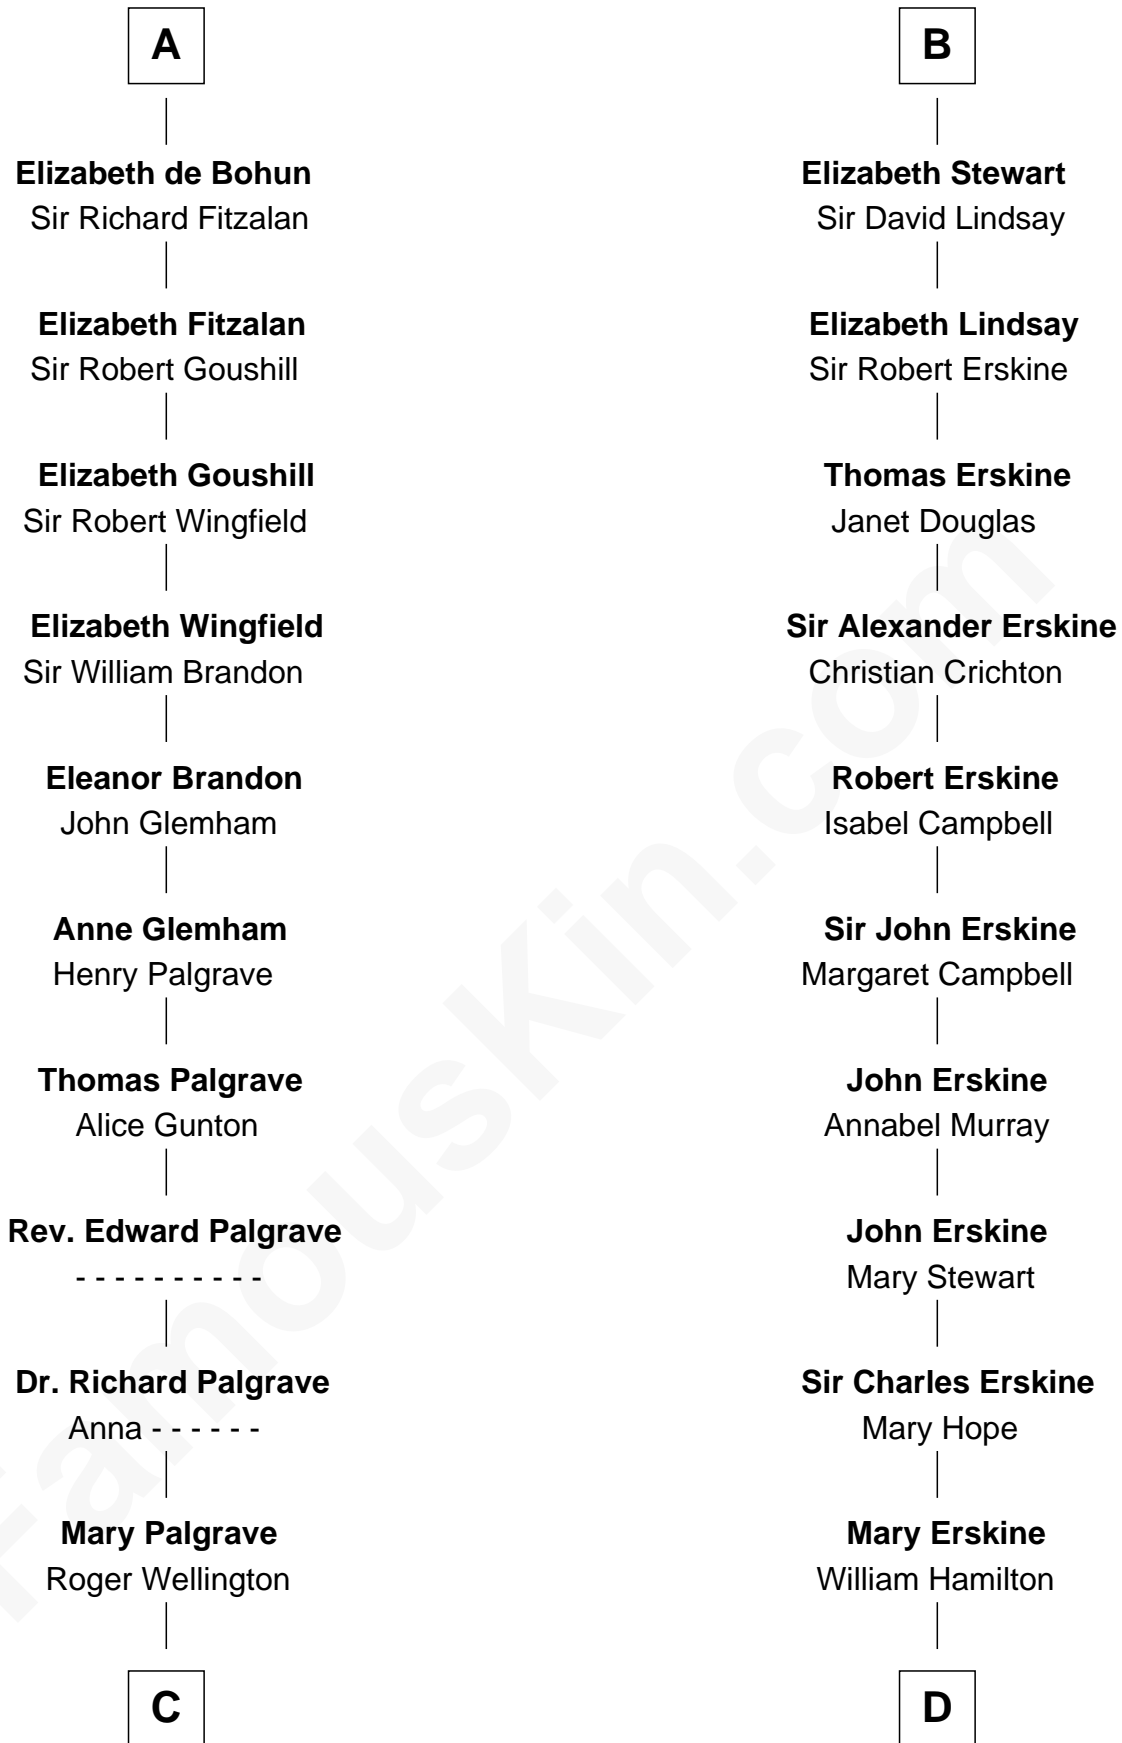 A
Elizabeth de Bohun
Sir Richard Fitzalan
Elizabeth Fitzalan
Sir Robert Goushill
Elizabeth Goushill
Sir Robert Wingfield
Elizabeth Wingfield
Sir William Brandon
Eleanor Brandon
John Glemham
Anne Glemham
Henry Palgrave
Thomas Palgrave
Alice Gunton
Rev. Edward Palgrave
- - - - - - - - - -
Dr. Richard Palgrave
Anna - - - - - -
Mary Palgrave
Roger Wellington
C
B
Elizabeth Stewart
Sir David Lindsay
Elizabeth Lindsay
Sir Robert Erskine
Thomas Erskine
Janet Douglas
Sir Alexander Erskine
Christian Crichton
Robert Erskine
Isabel Campbell
Sir John Erskine
Margaret Campbell
John Erskine
Annabel Murray
John Erskine
Mary Stewart
Sir Charles Erskine
Mary Hope
Mary Erskine
William Hamilton
D
FamousKin.com